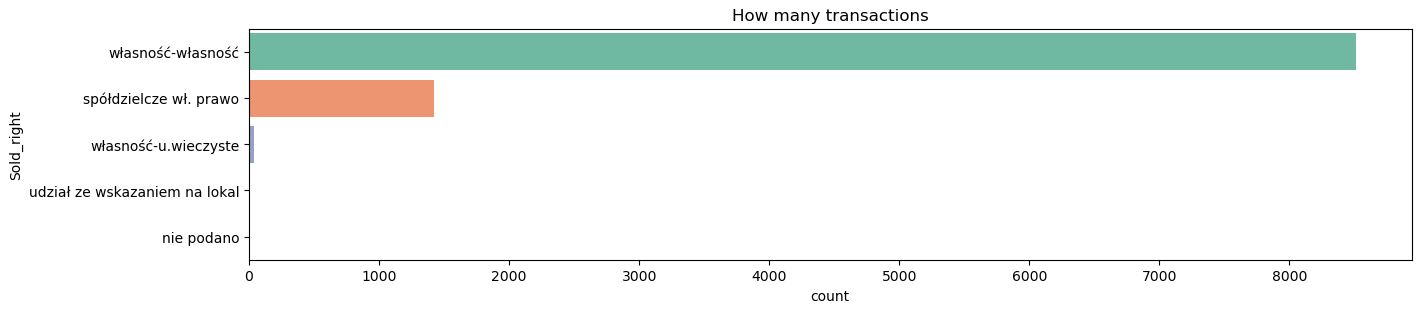 How many transactions
Sold_right
własność-własność
spółdzielcze wł. prawo
własność-u.wieczyste
udział ze wskazaniem na lokal
nie podano
0 1000 2000 3000 4000 5000 6000 7000 8000
count